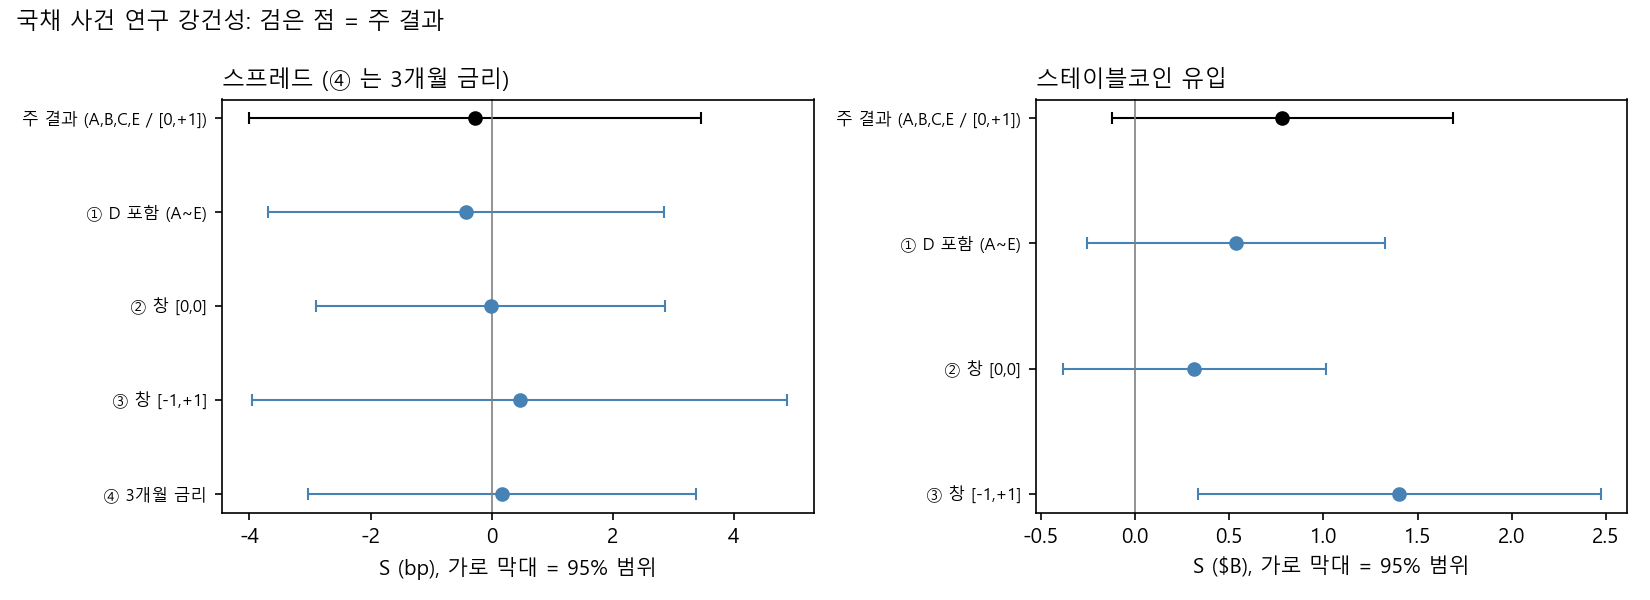 국채 사건 연구 강건성: 검은 점 = 주 결과
스프레드 (④ 는 3개월 금리)
주 결과 (A,B,C,E / [0,+1])
① D 포함 (A~E)
② 창 [0,0]
③ 창 [-1,+1]
④ 3개월 금리
-4 -2 0 2 4
S (bp), 가로 막대 = 95% 범위
스테이블코인 유입
주 결과 (A,B,C,E / [0,+1])
① D 포함 (A~E)
② 창 [0,0]
③ 창 [-1,+1]
-0.5 0.0 0.5 1.0 1.5 2.0 2.5
S ($B), 가로 막대 = 95% 범위